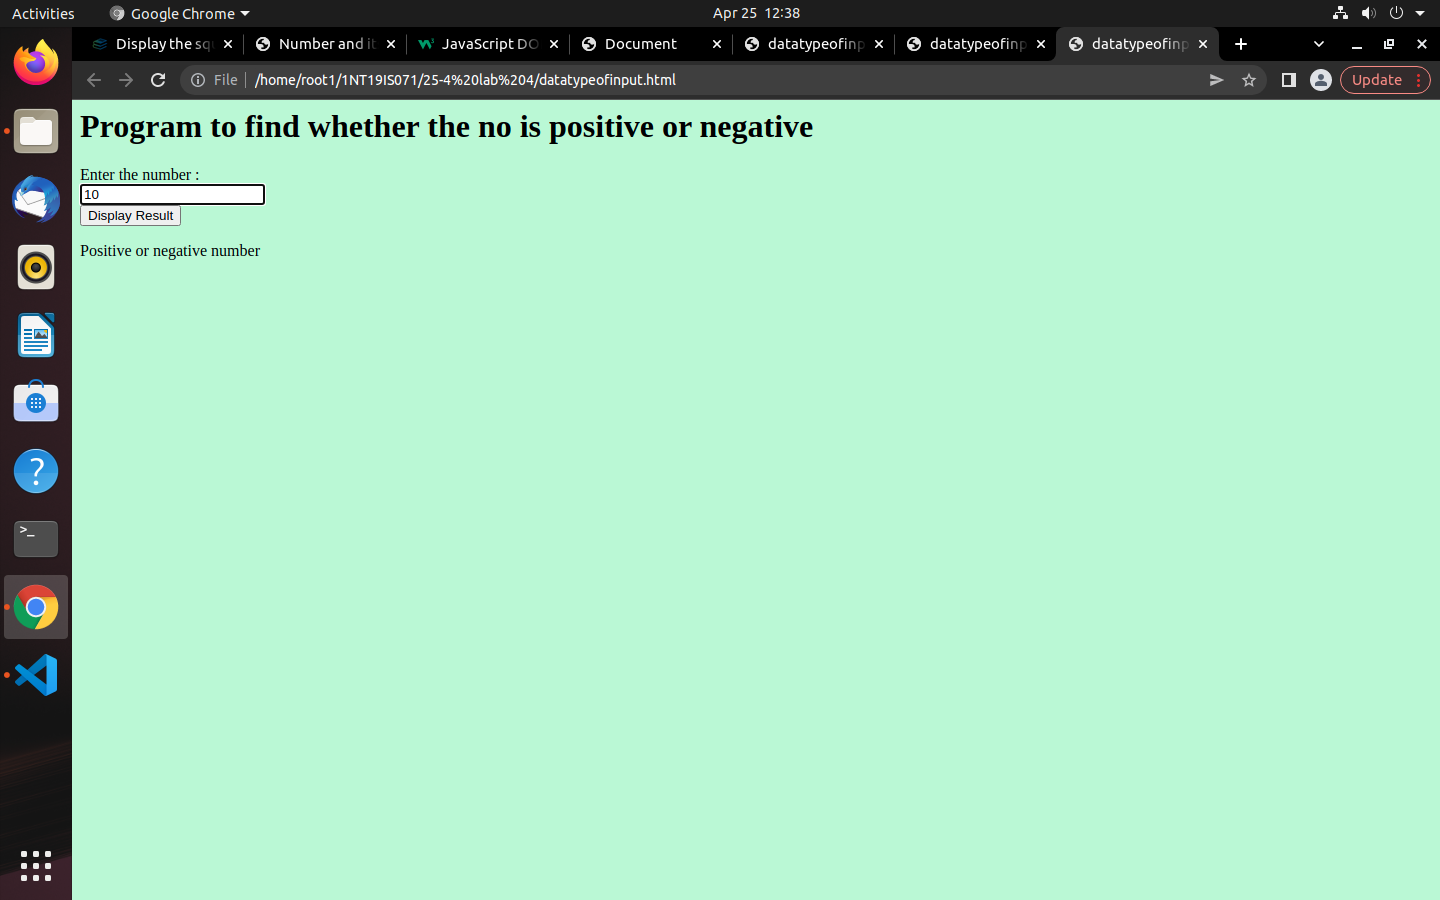 Activities
Google Chrome
Apr 25 12:38
Display the squ
Number and it
JavaScript DO
Document
datatypeofinp
datatypeofinp
datatypeofinp
File
/home/root1/1NT19IS071/25-4%20lab%204/datatypeofinput.html
Update
Program to find whether the no is positive or negative
Enter the number :
10
Display Result
Positive or negative number